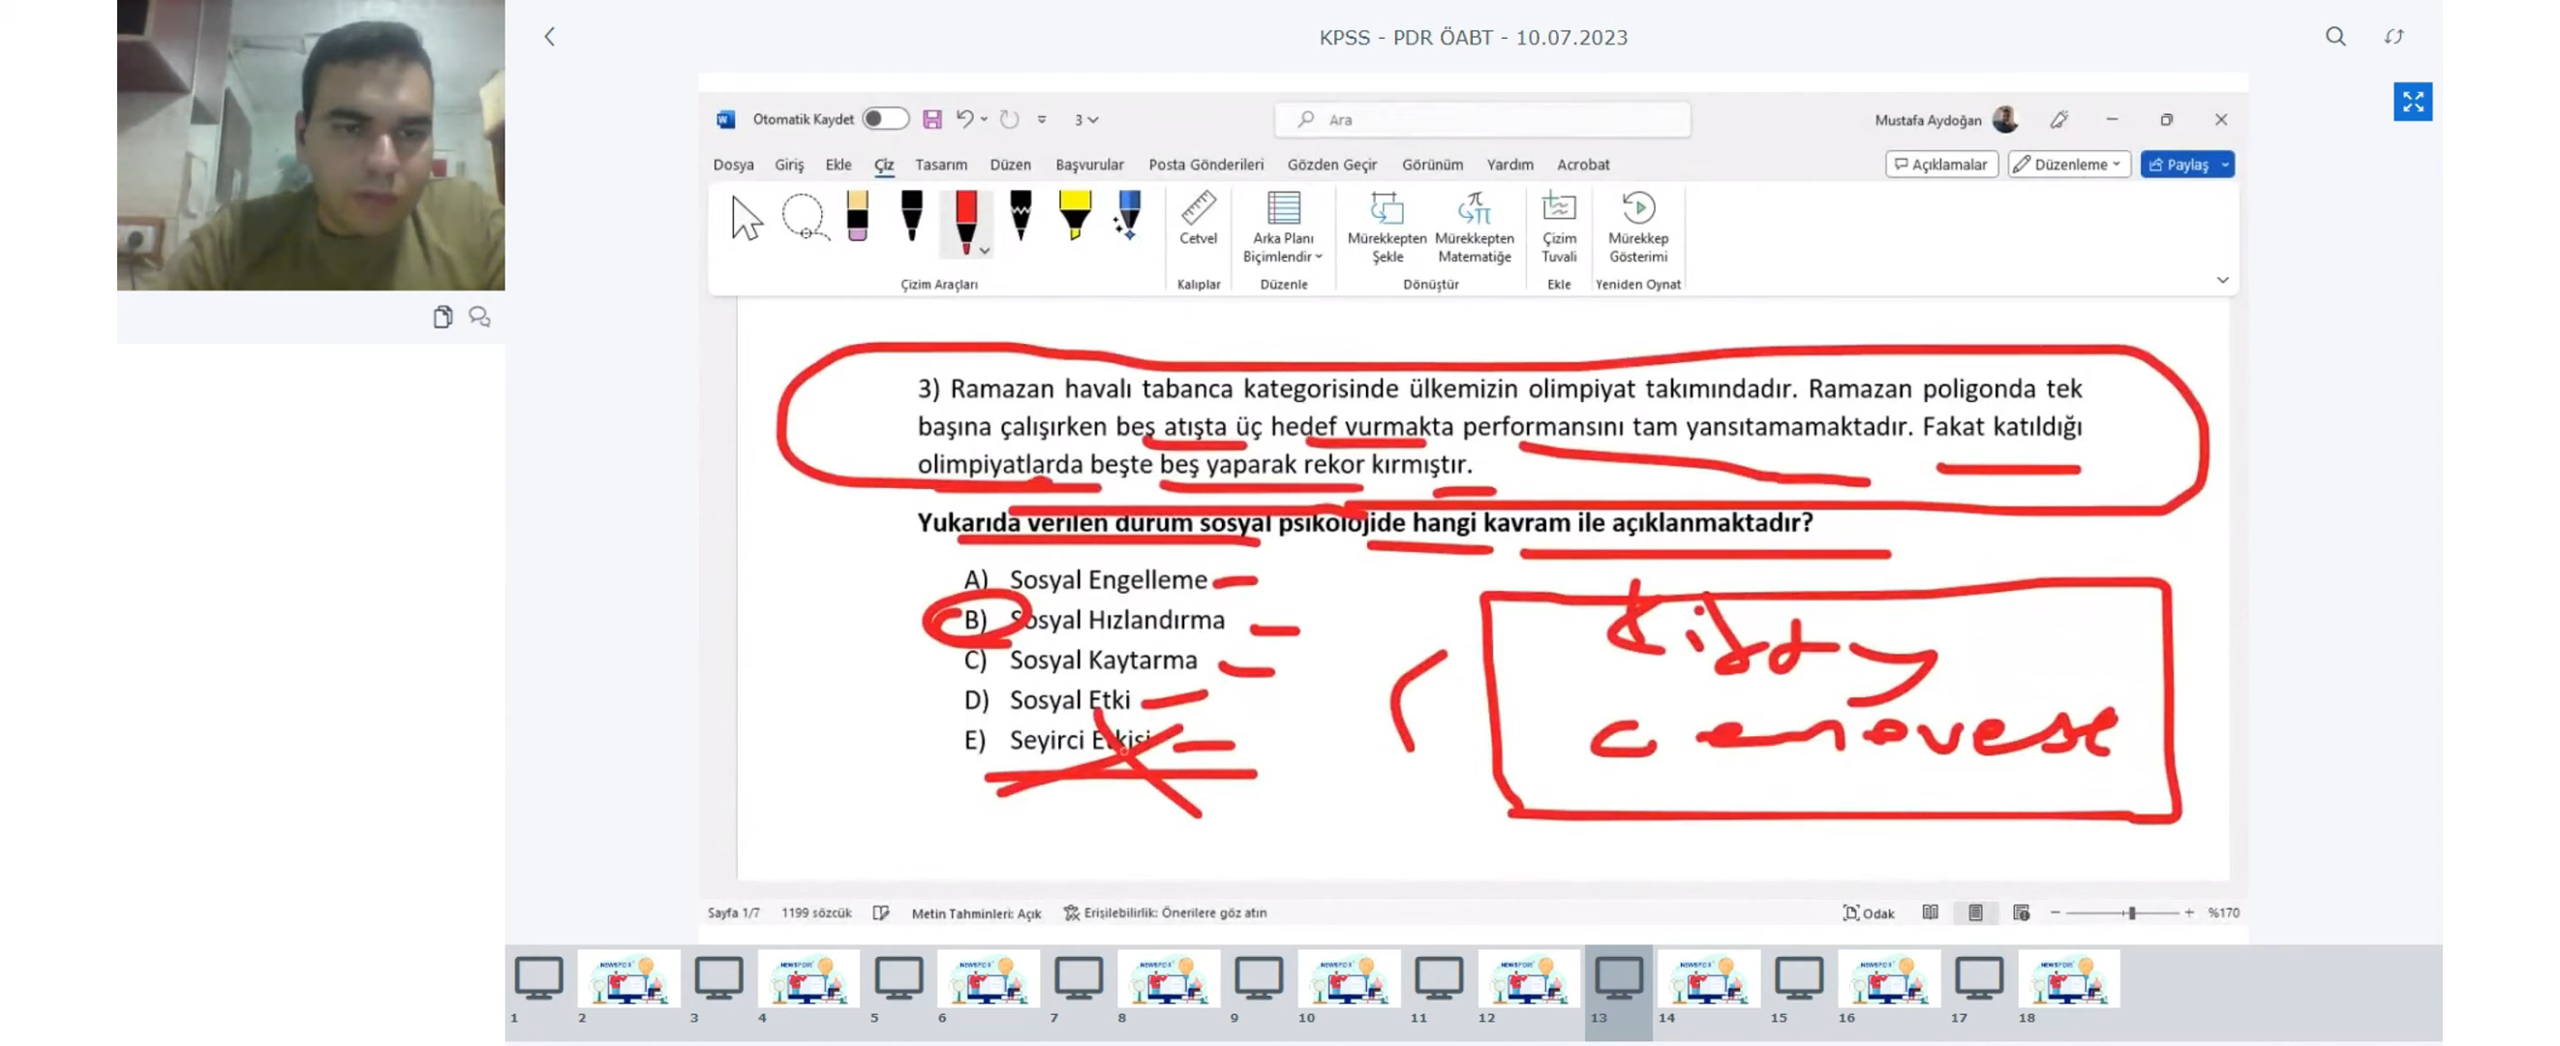 KPSS - PDR ÖABT - 10.07.2023
Otomatik Kaydet
3
Ara
Mustafa Aydoğan
Dosya Giriş Ekle Çiz Tasarım Düzen Başvurular Posta Gönderileri Gözden Geçir Görünüm Yardım Acrobat
Açıklamalar Düzenleme Paylaş
Cetvel
Arka Planı Biçimlendir
Mürekkepten Şekle
Mürekkepten Matematiğe
Çizim Tuvali
Mürekkep Gösterimi
Çizim Araçları Kalıplar Düzenle Dönüştür Ekle Yeniden Oynat
3) Ramazan havalı tabanca kategorisinde ülkemizin olimpiyat takımındadır. Ramazan poligonda tek
başına çalışırken beş atışta üç hedef vurmakta performansını tam yansıtamamaktadır. Fakat katıldığı
olimpiyatlarda beşte beş yaparak rekor kırmıştır.
Yukarıda verilen durum sosyal psikolojide hangi kavram ile açıklanmaktadır?
A) Sosyal Engelleme
B) Sosyal Hızlandırma
C) Sosyal Kaytarma
D) Sosyal Etki
E) Seyirci Etkisi
Kitty
Cenovese
Sayfa 1/7 1199 sözcük Metin Tahminleri: Açık Erişilebilirlik: Önerilere göz atın
Odak %170
1 2 3 4 5 6 7 8 9 10 11 12 13 14 15 16 17 18